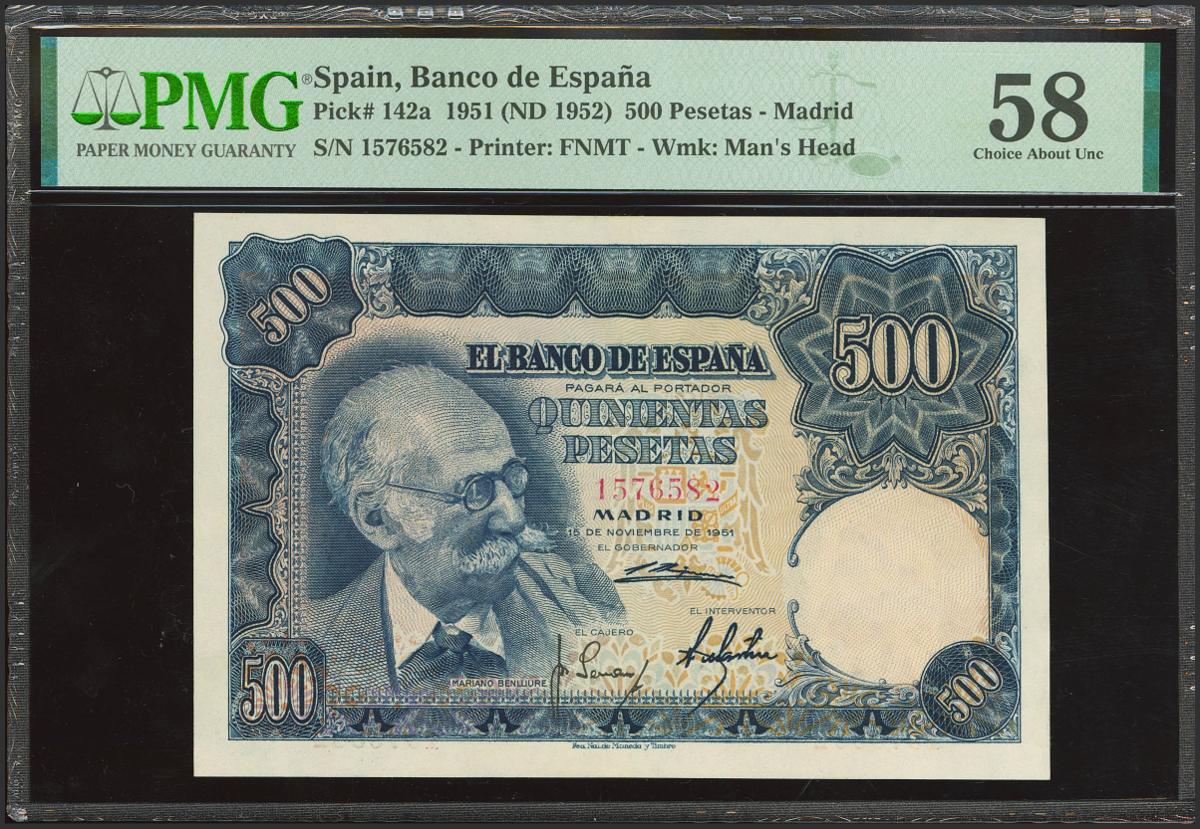 PMG®
PAPER MONEY GUARANTY
Spain, Banco de España
Pick# 142a 1951 (ND 1952) 500 Pesetas - Madrid
S/N 1576582 - Printer: FNMT - Wmk: Man's Head
58
Choice About Unc
500
500
EL BANCO DE ESPAÑA
PAGARÁ AL PORTADOR
QUINIENTAS
PESETAS
1576582
MADRID
15 DE NOVIEMBRE DE 1951
EL GOBERNADOR
EL INTERVENTOR
EL CAJERO
MARIANO BENLLIURE
500
500